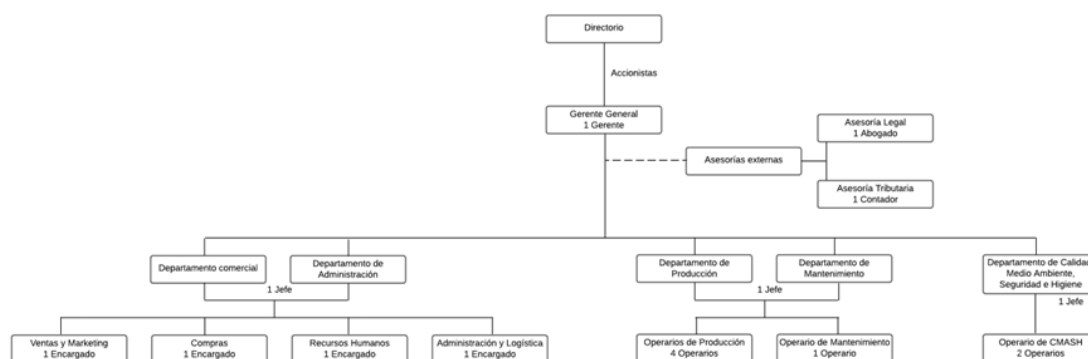 Directorio
Accionistas
Gerente General
1 Gerente
Asesoría Legal
1 Abogado
Asesorías externas
Asesoría Tributaria
1 Contador
Departamento comercial
Departamento de
Administración
Departamento de
Producción
Departamento de
Mantenimiento
Departamento de Calidad
Medio Ambiente,
Seguridad e Higiene
1 Jefe
1 Jefe
1 Jefe
Ventas y Marketing
1 Encargado
Compras
1 Encargado
Recursos Humanos
1 Encargado
Administración y Logística
1 Encargado
Operarios de Producción
4 Operarios
Operario de Mantenimiento
1 Operario
Operario de CMASH
2 Operarios